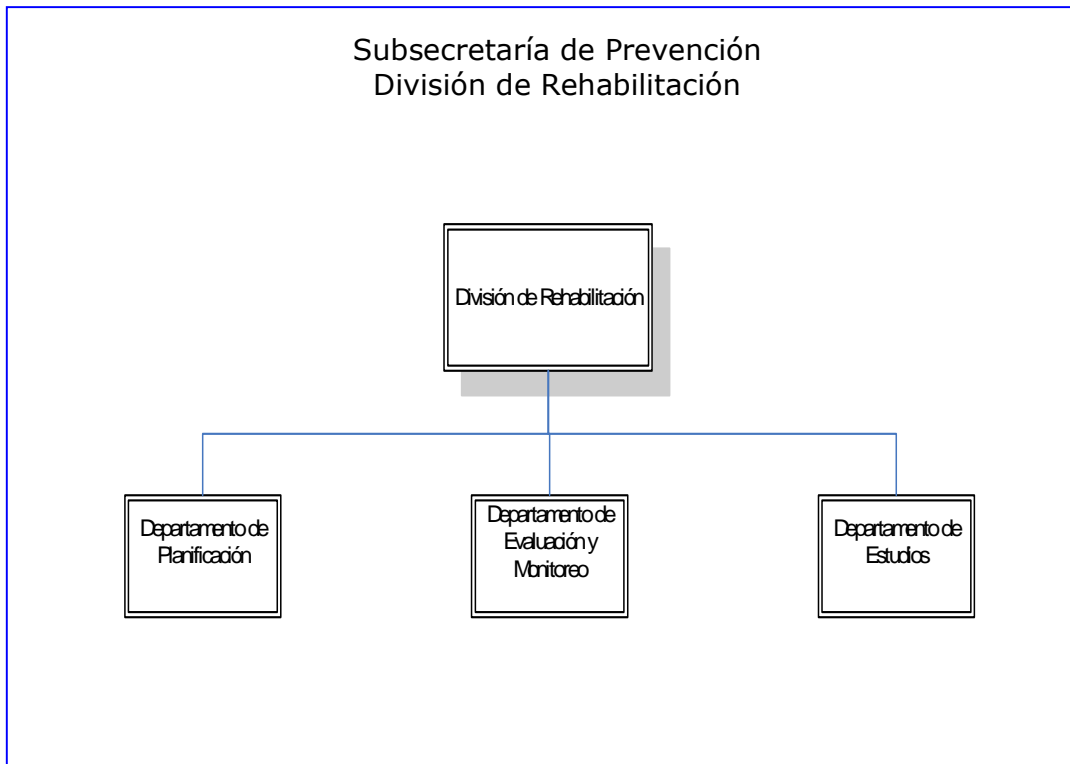 Subsecretaría de Prevención
División de Rehabilitación
División de Rehabilitación
Departamento de
Planificación
Departamento de
Evaluación y
Monitoreo
Departamento de
Estudios